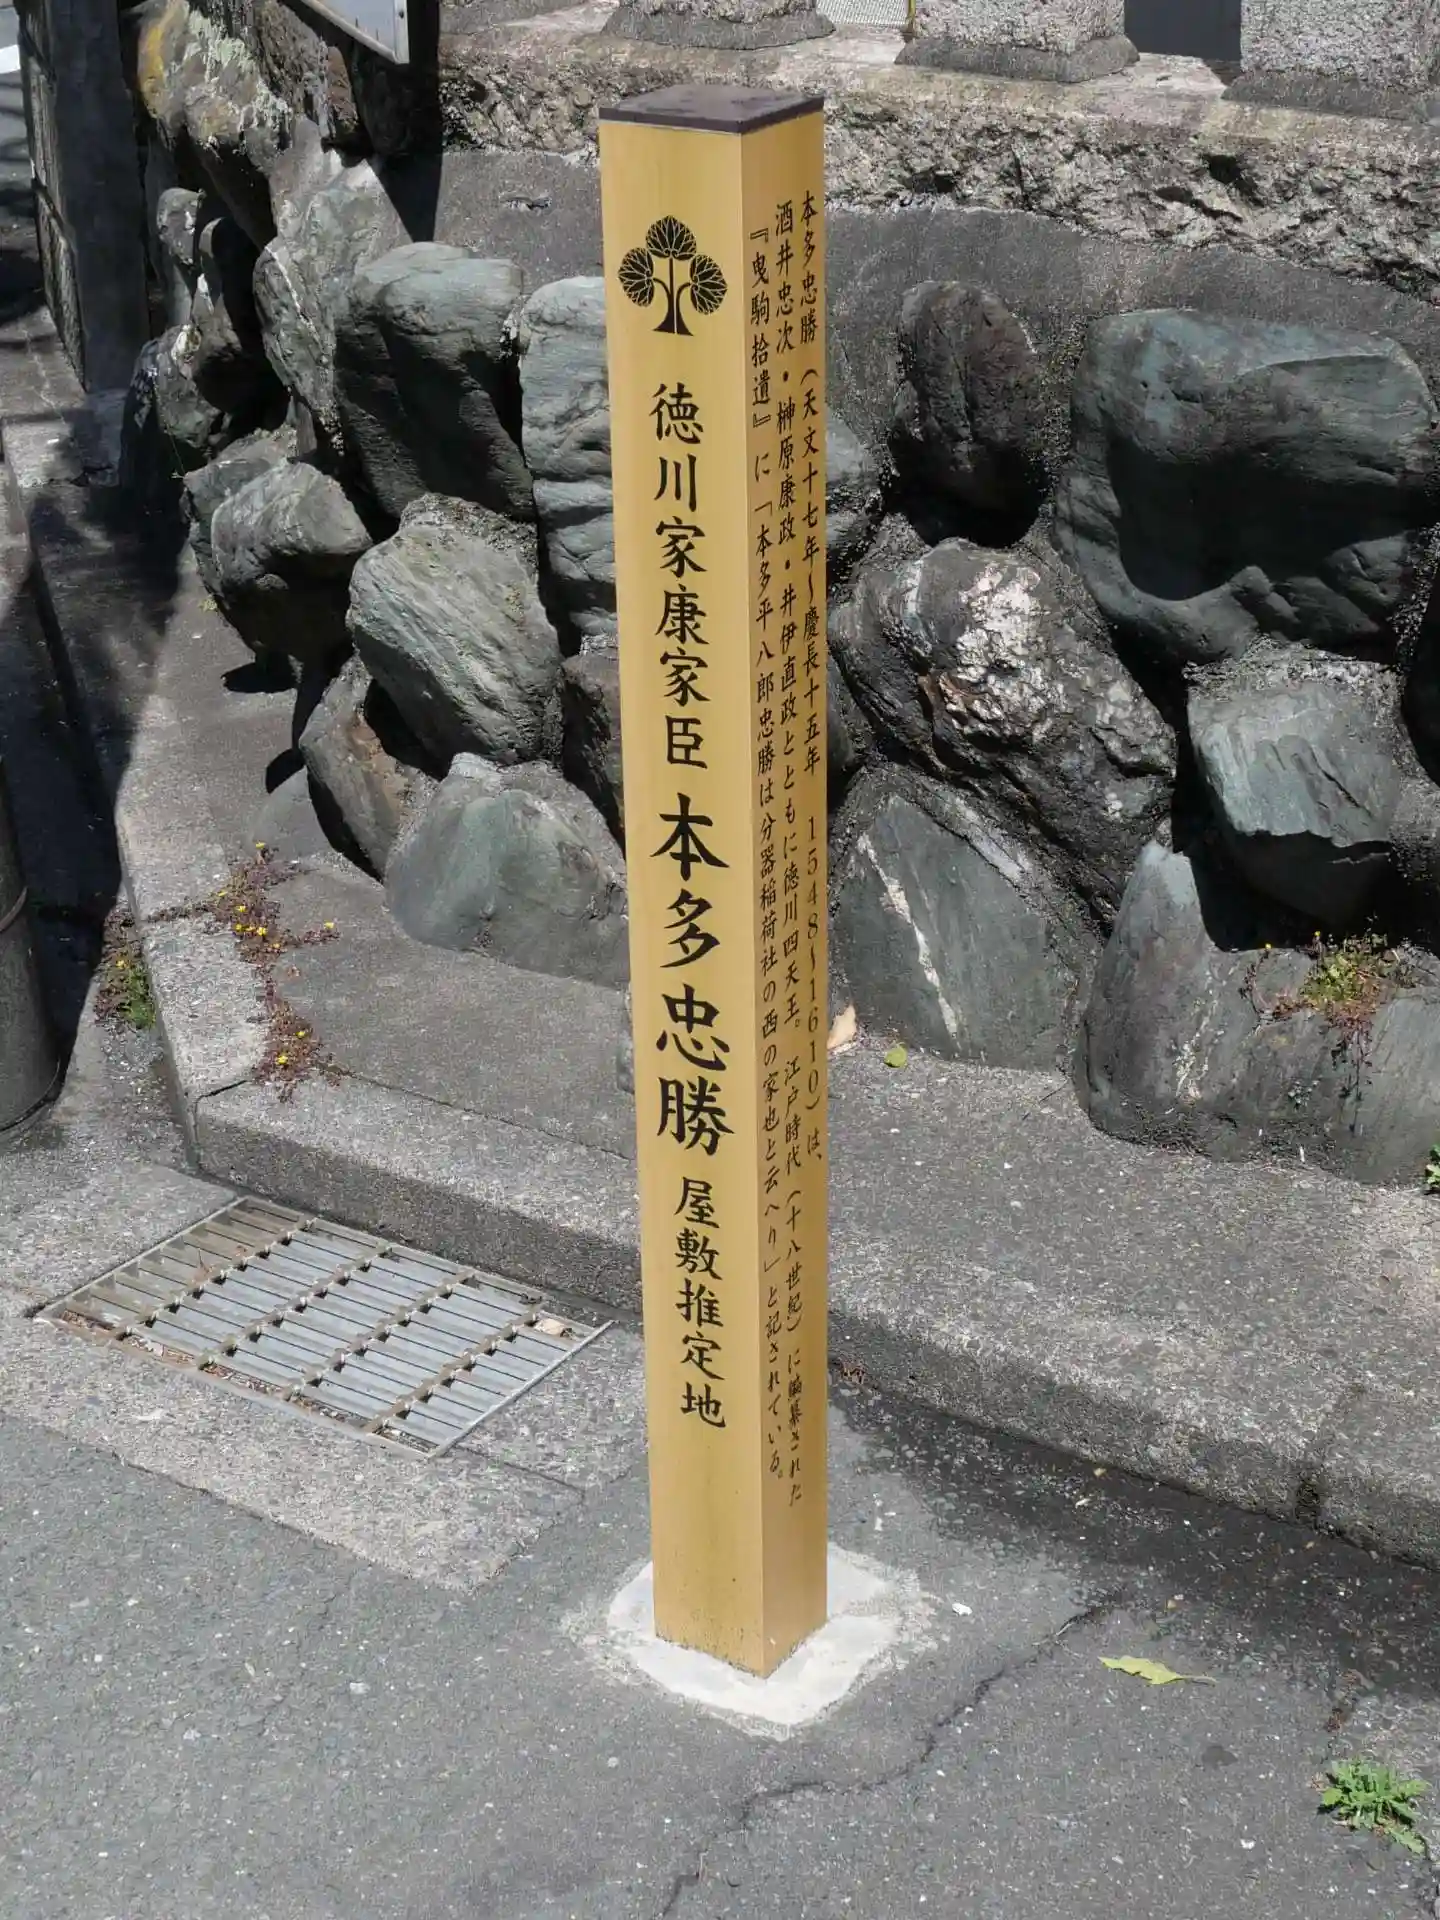 徳川家康家臣 本多忠勝 屋敷推定地
本多忠勝(天文十七年~慶長十五年 1548~1610)は、
酒井忠次・榊原康政・井伊直政とともに徳川四天王。江戸時代(十八世紀)に編纂された
『曳駒拾遺』に「本多平八郎忠勝は分器稲荷社の西の家也と云へり」と記されている。